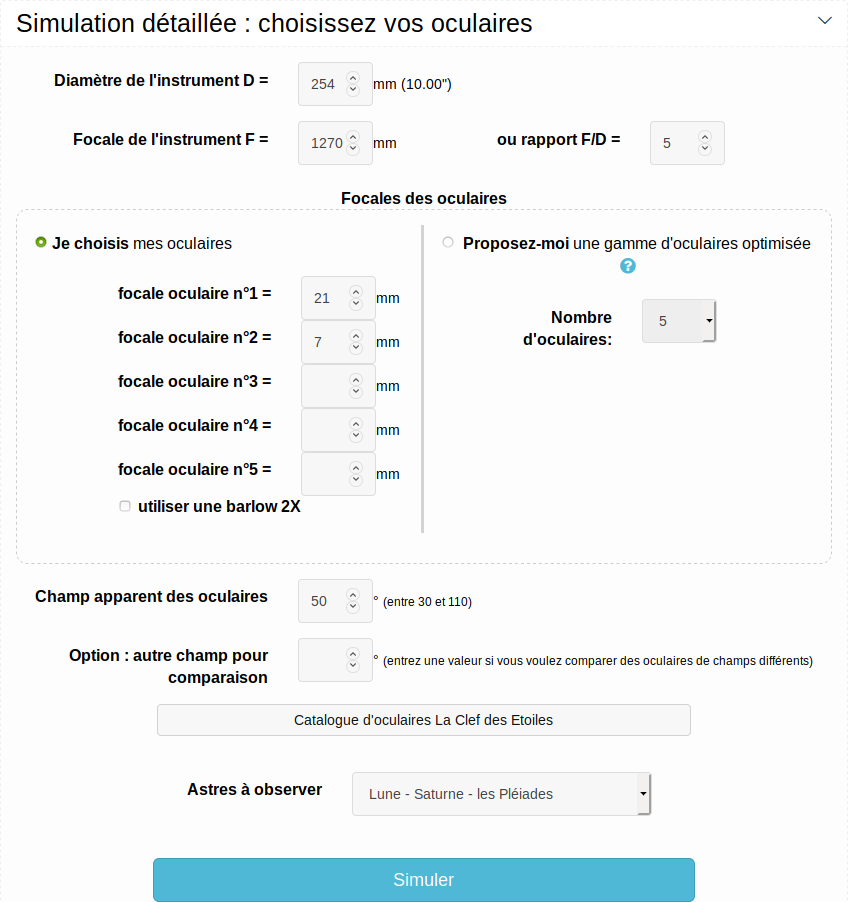 Simulation détaillée : choisissez vos oculaires
Diamètre de l'instrument D = 254 mm (10.00")
Focale de l'instrument F = 1270 mm ou rapport F/D = 5
Focales des oculaires
Je choisis mes oculaires
focale oculaire n°1 = 21 mm
focale oculaire n°2 = 7 mm
focale oculaire n°3 = mm
focale oculaire n°4 = mm
focale oculaire n°5 = mm
utiliser une barlow 2X
Proposez-moi une gamme d'oculaires optimisée
?
Nombre
d'oculaires: 5
Champ apparent des oculaires 50 ° (entre 30 et 110)
Option : autre champ pour
comparaison ° (entrez une valeur si vous voulez comparer des oculaires de champs différents)
Catalogue d'oculaires La Clef des Etoiles
Astres à observer Lune - Saturne - les Pléiades
Simuler